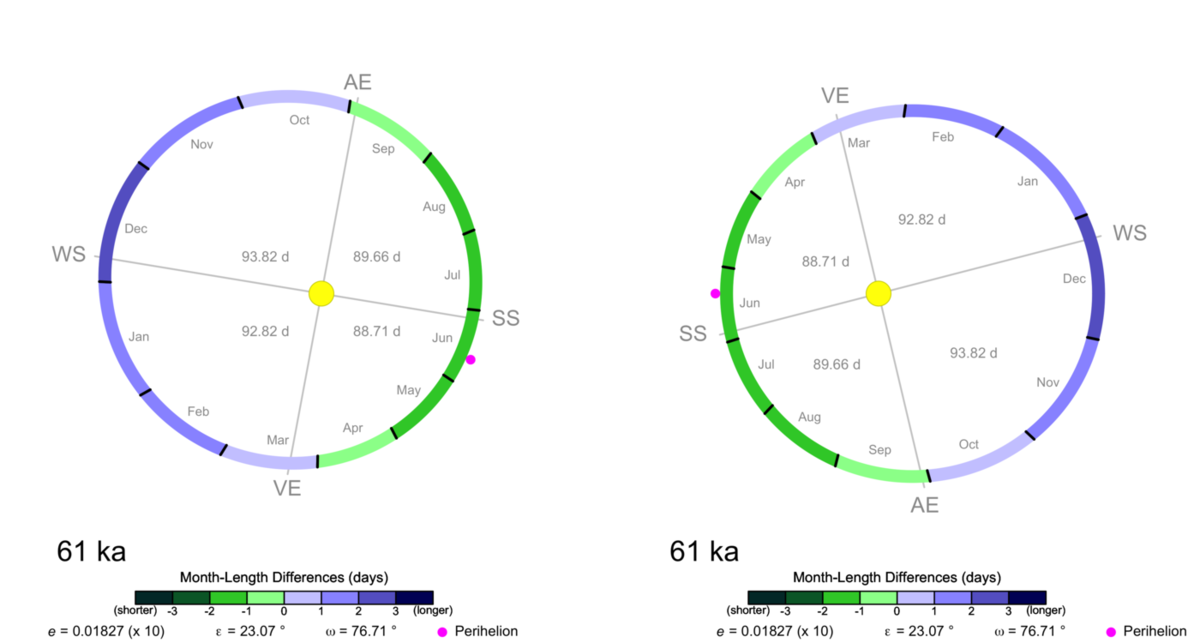 AE
Oct
Sep
Nov
Aug
Dec
WS
93.82 d
89.66 d
Jul
SS
92.82 d
88.71 d
Jun
Jan
May
Feb
Apr
Mar
VE
61 ka
Month-Length Differences (days)
(shorter) -3 -2 -1 0 1 2 3 (longer)
e = 0.01827 (x 10) ε = 23.07 ° ω = 76.71 ° Perihelion
VE
Mar
Feb
Apr
Jan
92.82 d
WS
May
88.71 d
Dec
Jun
SS
Jul
89.66 d
93.82 d
Nov
Aug
Sep
Oct
AE
61 ka
Month-Length Differences (days)
(shorter) -3 -2 -1 0 1 2 3 (longer)
e = 0.01827 (x 10) ε = 23.07 ° ω = 76.71 ° Perihelion